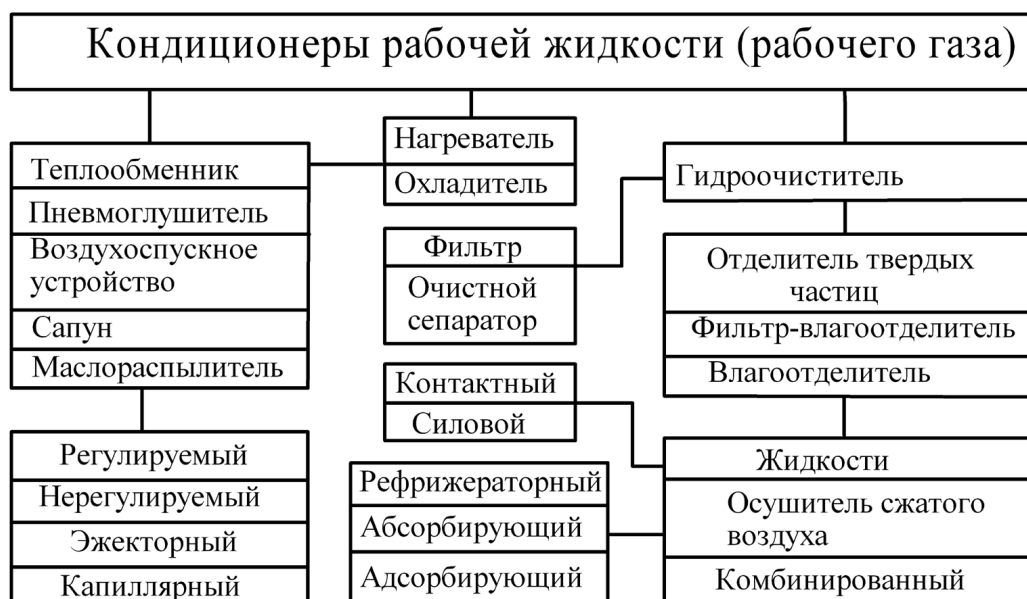 Кондиционеры рабочей жидкости (рабочего газа)
Теплообменник
Пневмоглушитель
Воздухоспускное
устройство
Сапун
Маслораспылитель
Регулируемый
Нерегулируемый
Эжекторный
Капиллярный
Нагреватель
Охладитель
Фильтр
Очистной
сепаратор
Контактный
Силовой
Рефрижераторный
Абсорбирующий
Адсорбирующий
Гидроочиститель
Отделитель твердых
частиц
Фильтр-влагоотделитель
Влагоотделитель
Жидкости
Осушитель сжатого
воздуха
Комбинированный